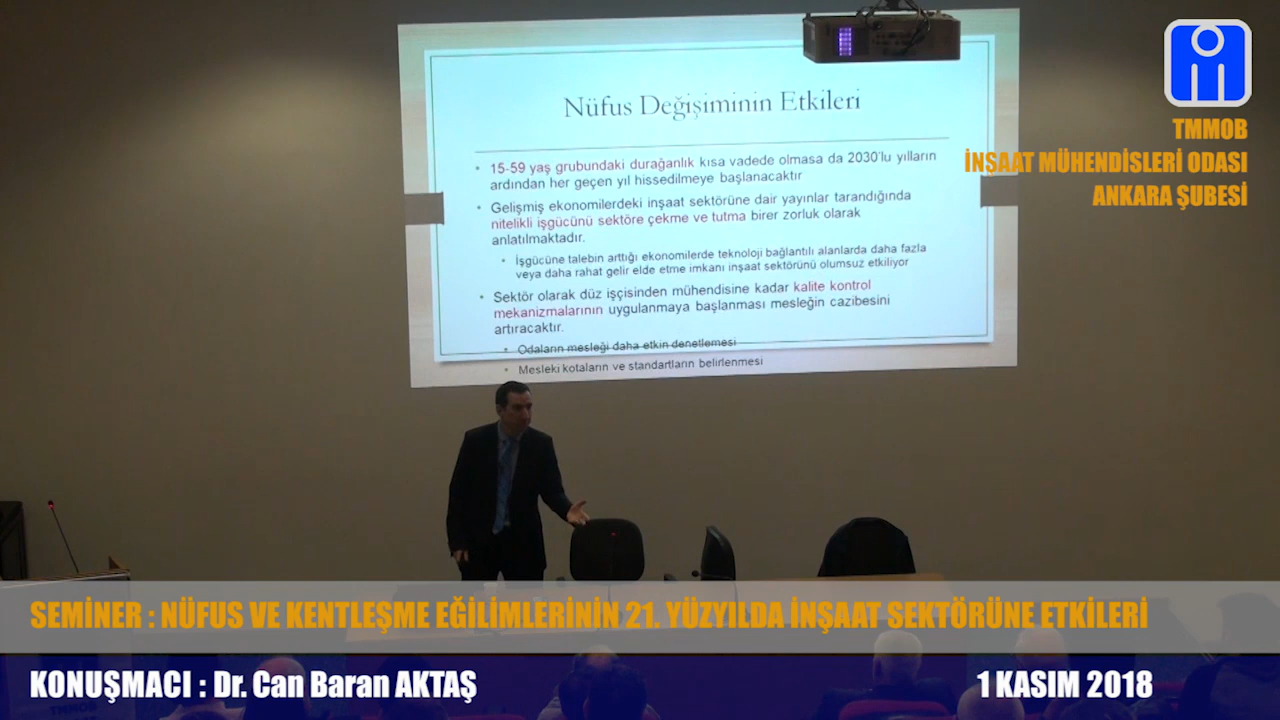 Nüfus Değişiminin Etkileri
• 15-59 yaş grubundaki durağanlık kısa vadede olmasa da 2030'lu yılların
ardından her geçen yıl hissedilmeye başlanacaktır
• Gelişmiş ekonomilerdeki inşaat sektörüne dair yayınlar tarandığında
nitelikli işgücünü sektöre çekme ve tutma birer zorluk olarak
anlatılmaktadır.
• İşgücüne talebin arttığı ekonomilerde teknoloji bağlantılı alanlarda daha fazla
veya daha rahat gelir elde etme imkanı inşaat sektörünü olumsuz etkiliyor
• Sektör olarak düz işçisinden mühendisine kadar kalite kontrol
mekanizmalarının uygulanmaya başlanması mesleğin cazibesini
artıracaktır.
• Odaların mesleği daha etkin denetlemesi
• Mesleki kotaların ve standartların belirlenmesi
TMMOB
İNŞAAT MÜHENDİSLERİ ODASI
ANKARA ŞUBESİ
SEMİNER : NÜFUS VE KENTLEŞME EĞİLİMLERİNİN 21. YÜZYILDA İNŞAAT SEKTÖRÜNE ETKİLERİ
KONUŞMACI : Dr. Can Baran AKTAŞ
1 KASIM 2018
TMMOB